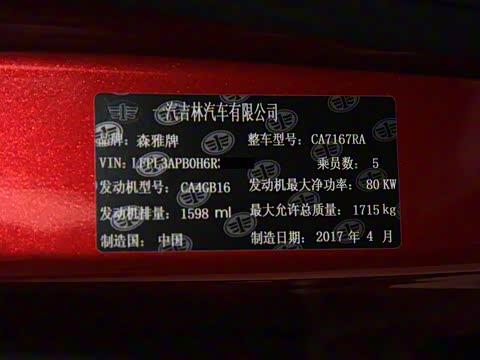 一汽吉林汽车有限公司
品牌: 森雅牌 整车型号: CA7167RA
VIN: LFPL3APB0H6R 乘员数: 5
发动机型号: CA4GB16 发动机最大净功率: 80 KW
发动机排量: 1598 ml 最大允许总质量: 1715 kg
制造国: 中国 制造日期: 2017 年 4 月